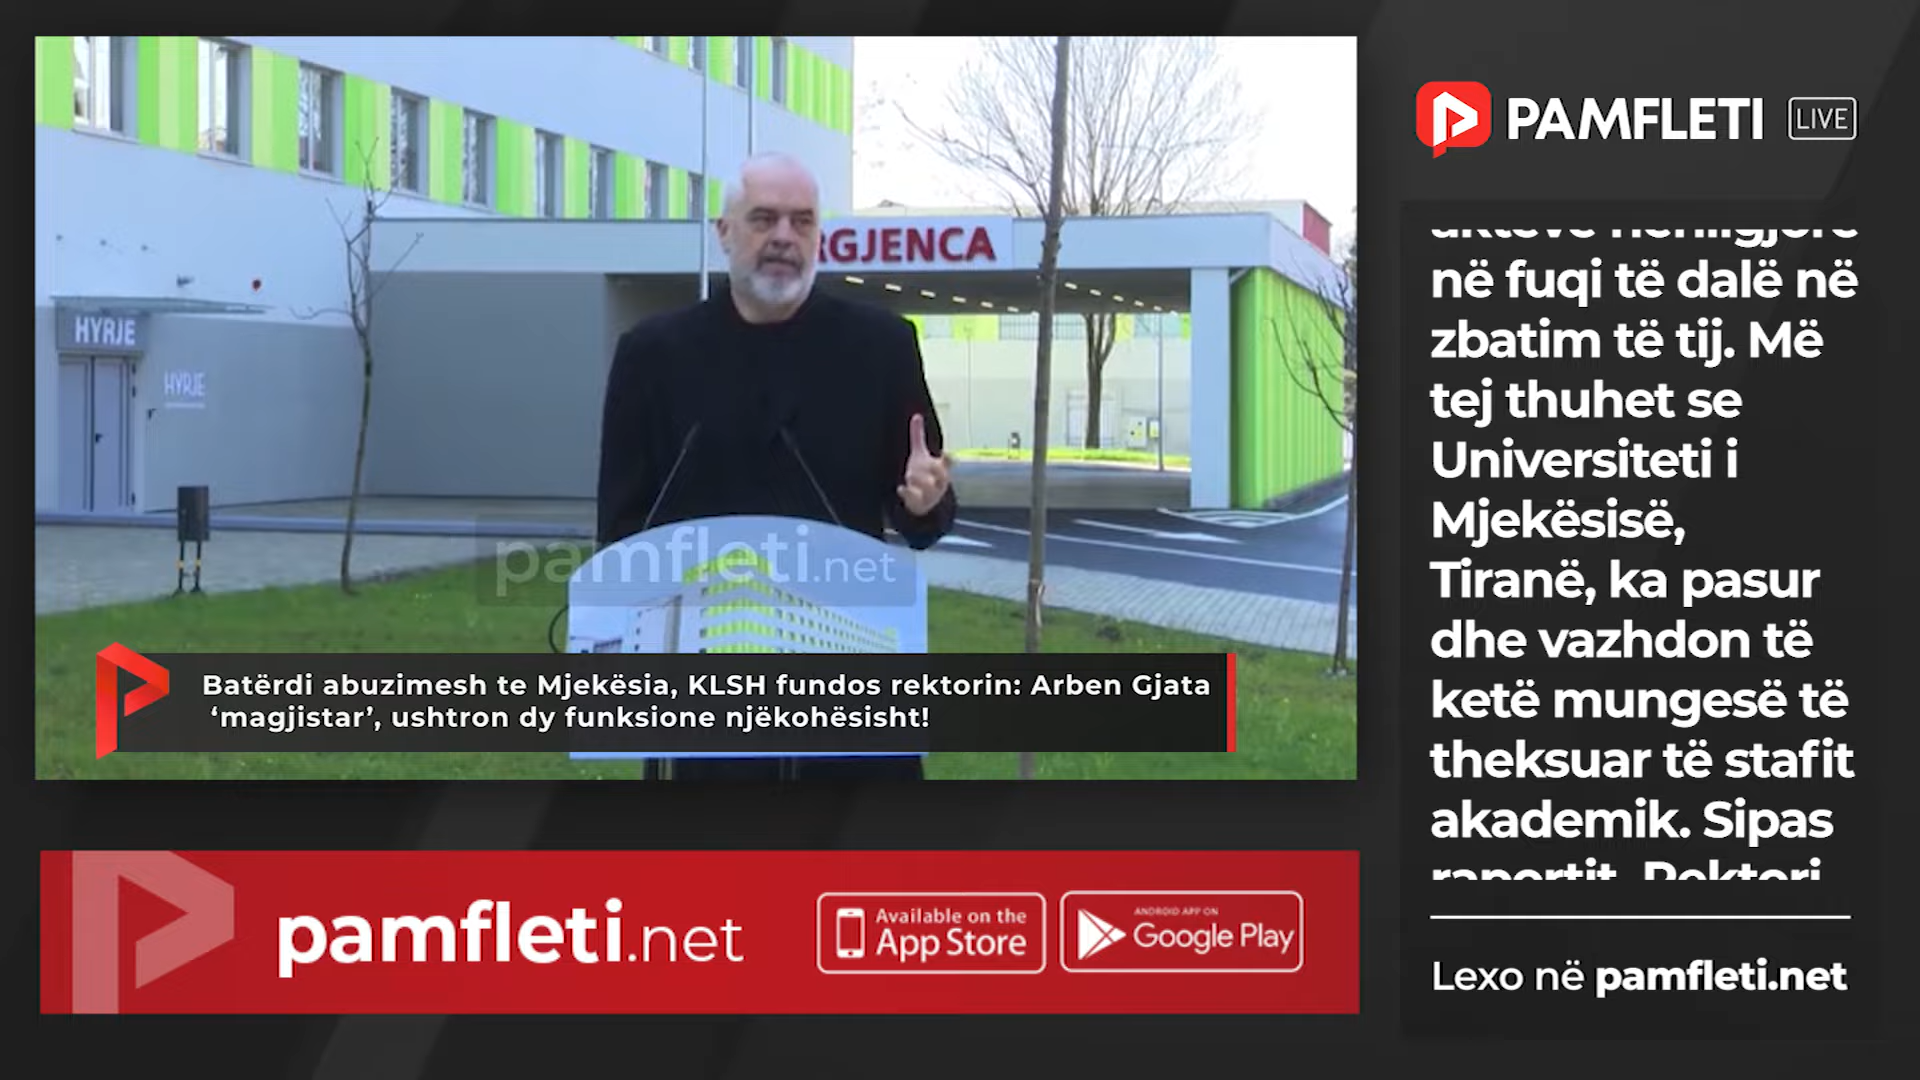 URGJENCA
HYRJE
HYRJE
pamfleti.net
Batërdi abuzimesh te Mjekësia, KLSH fundos rektorin: Arben Gjata
‘magjistar’, ushtron dy funksione njëkohësisht!
pamfleti.net
Available on the
App Store
ANDROID APP ON
Google Play
PAMFLETI LIVE
në fuqi të dalë në
zbatim të tij. Më
tej thuhet se
Universiteti i
Mjekësisë,
Tiranë, ka pasur
dhe vazhdon të
ketë mungesë të
theksuar të stafit
akademik. Sipas
raportit, Rektori
Lexo në pamfleti.net